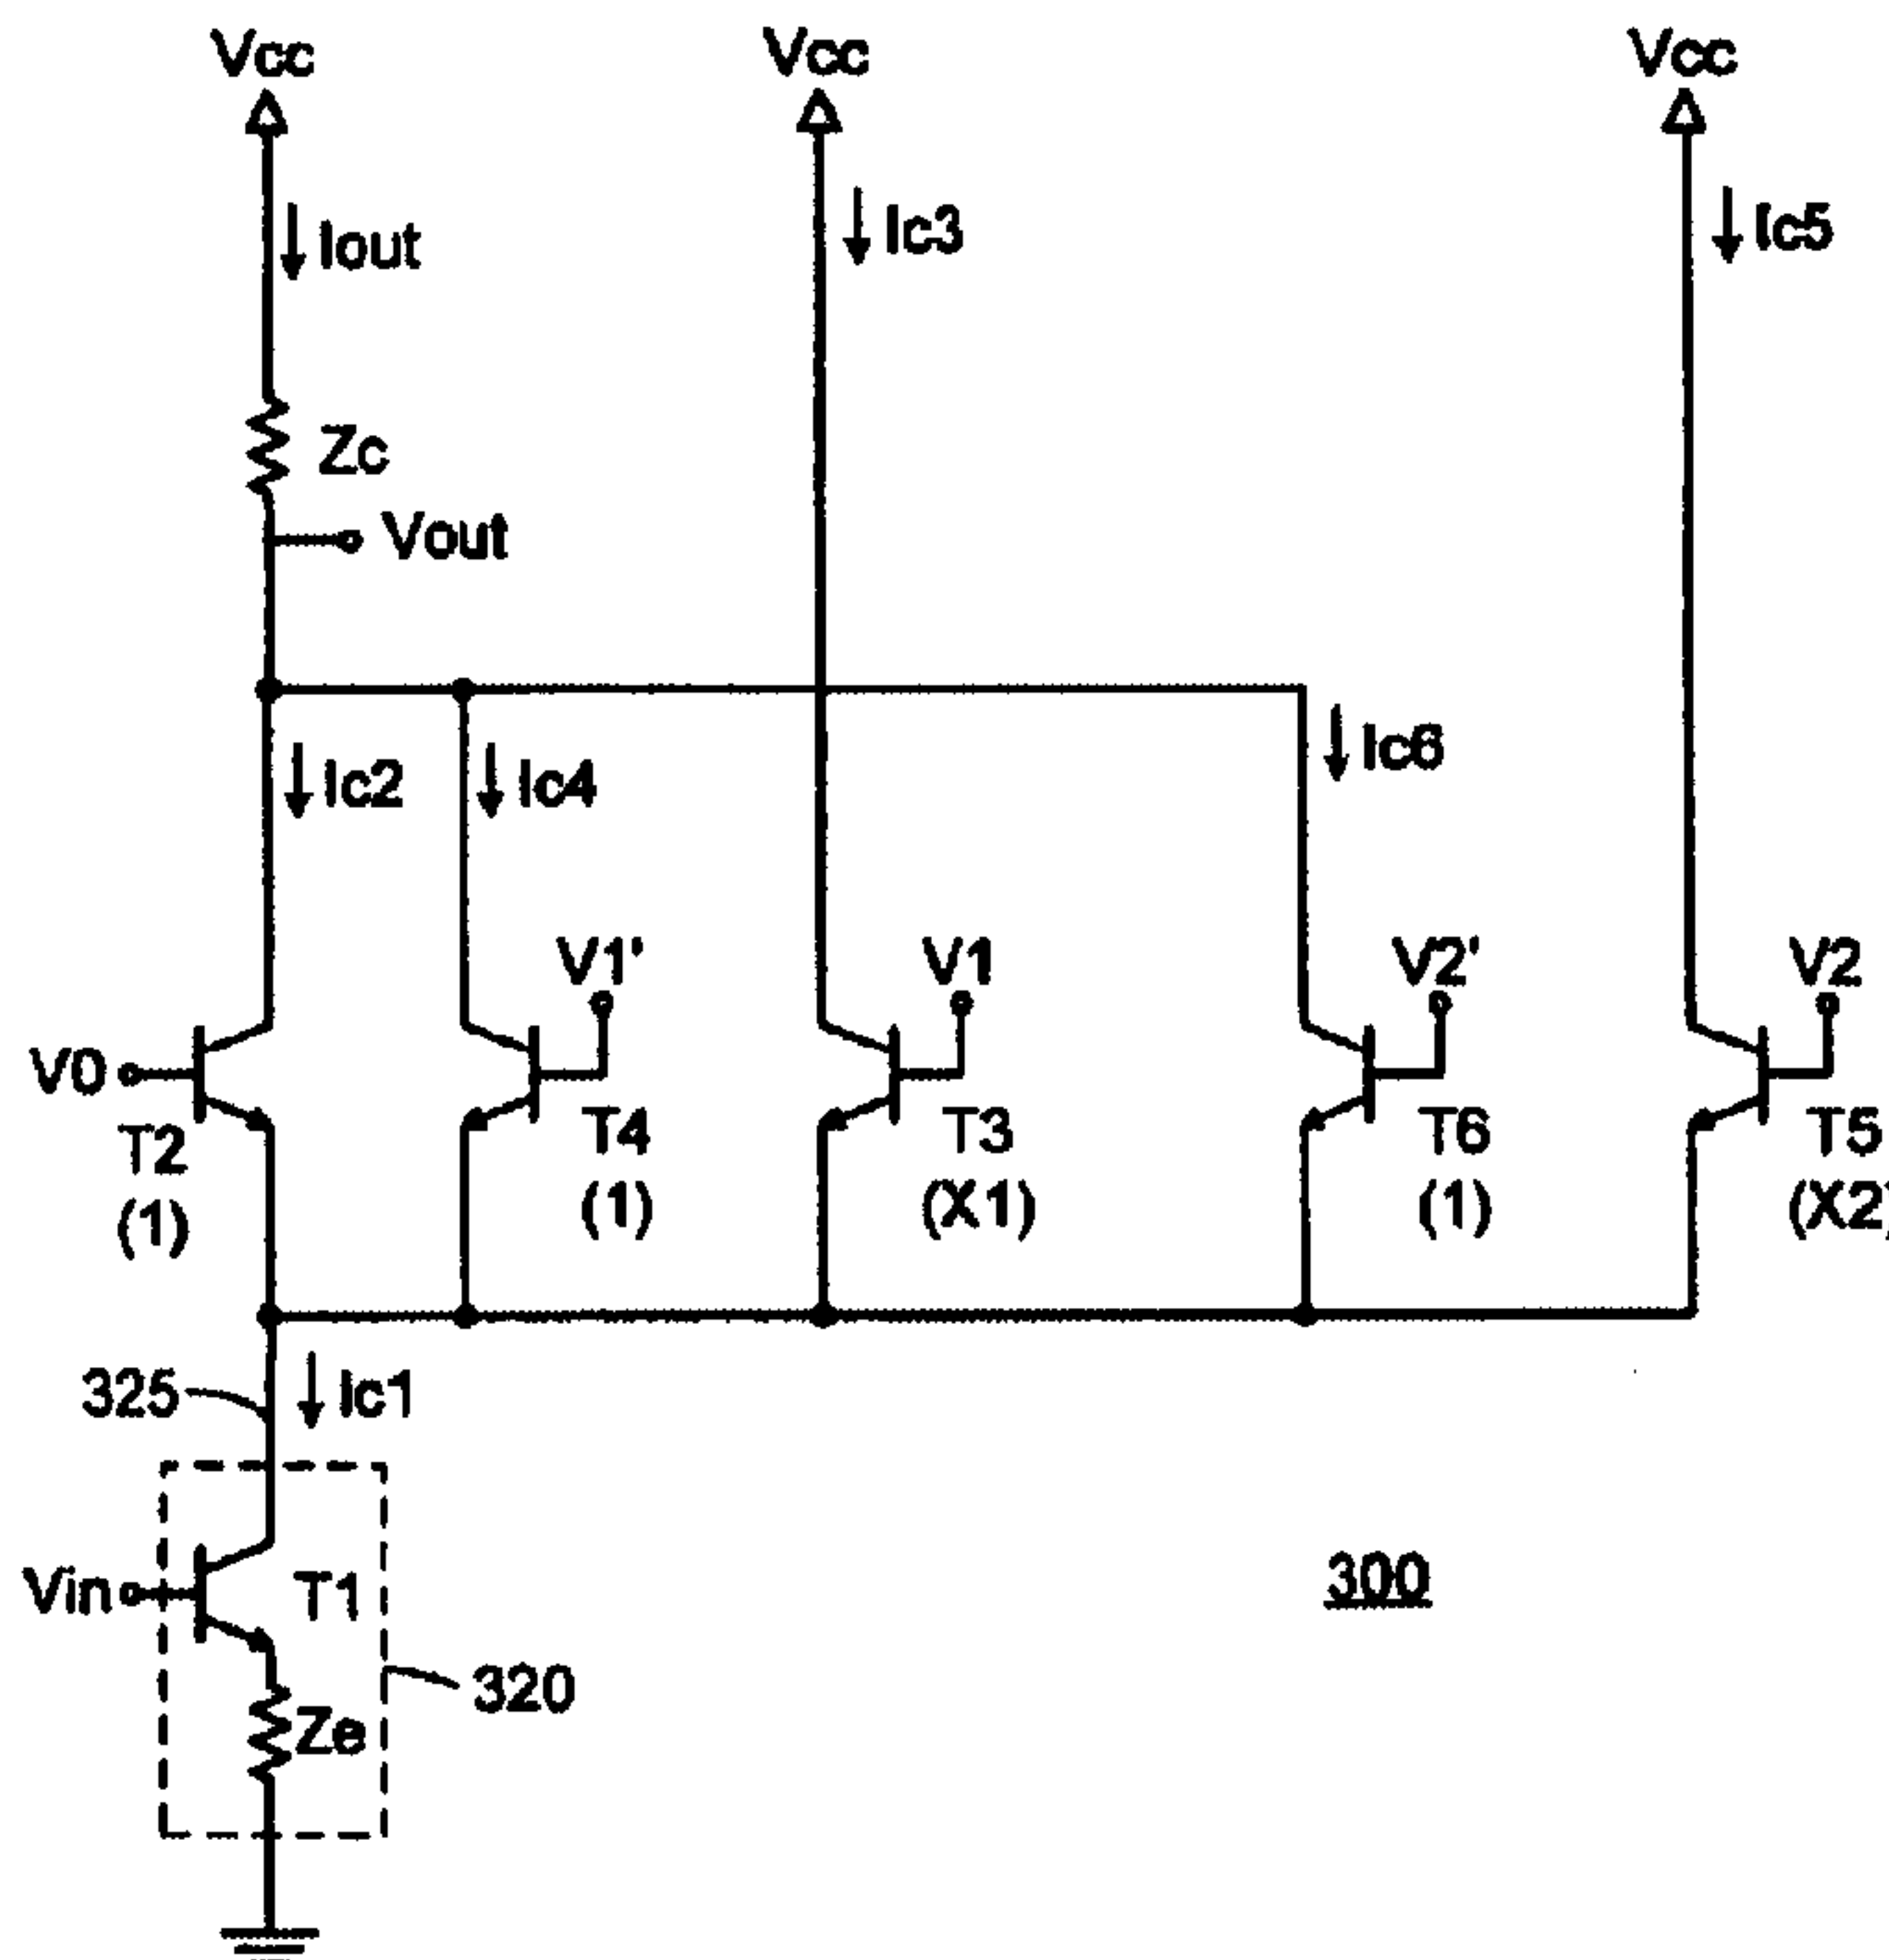 Vcc Vcc Vcc
Iout Ic3 Ic5
Zc
Vout
Ic2 Ic4 Ic6
V1' V1 V2' V2
V0
T2 T4 T3 T6 T5
(1) (1) (X1) (1) (X2)
325 Ic1
Vin T1
320
Ze
300